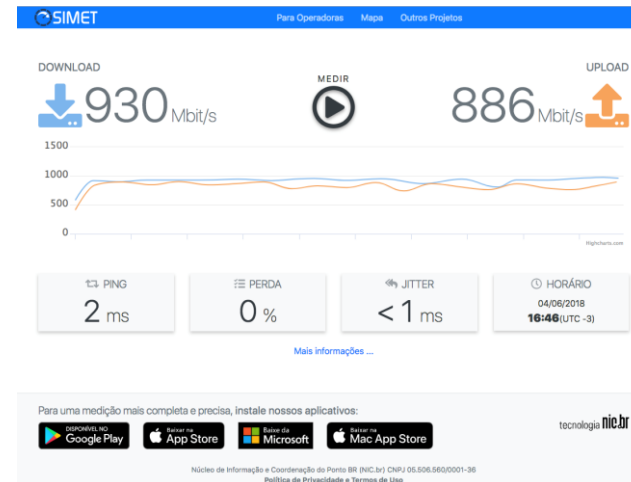 SIMET
Para Operadoras Mapa Outros Projetos
DOWNLOAD
930 Mbit/s
MEDIR
UPLOAD
886 Mbit/s
1500
1000
500
0
Highcharts.com
PING
2 ms
PERDA
0 %
JITTER
< 1 ms
HORÁRIO
04/06/2018
16:46(UTC -3)
Mais informações ...
Para uma medição mais completa e precisa, instale nossos aplicativos:
DISPONÍVEL NO
Google Play
Baixar na
App Store
Baixe da
Microsoft
Baixar na
Mac App Store
tecnologia nic.br
Núcleo de Informação e Coordenação do Ponto BR (NIC.br) CNPJ 05.506.560/0001-36
Política de Privacidade e Termos de Uso